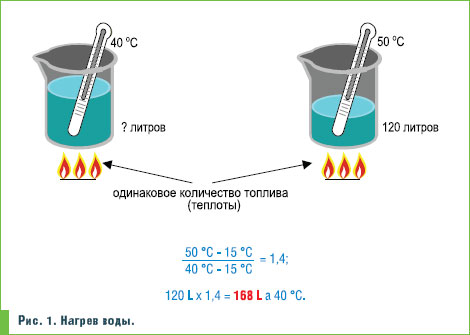 40 °C
50 °C
? литров
120 литров
одинаковое количество топлива
(теплоты)
50 °C - 15 °C
40 °C - 15 °C
= 1,4;
120 L x 1,4 = 168 L a 40 °C.
Рис. 1. Нагрев воды.